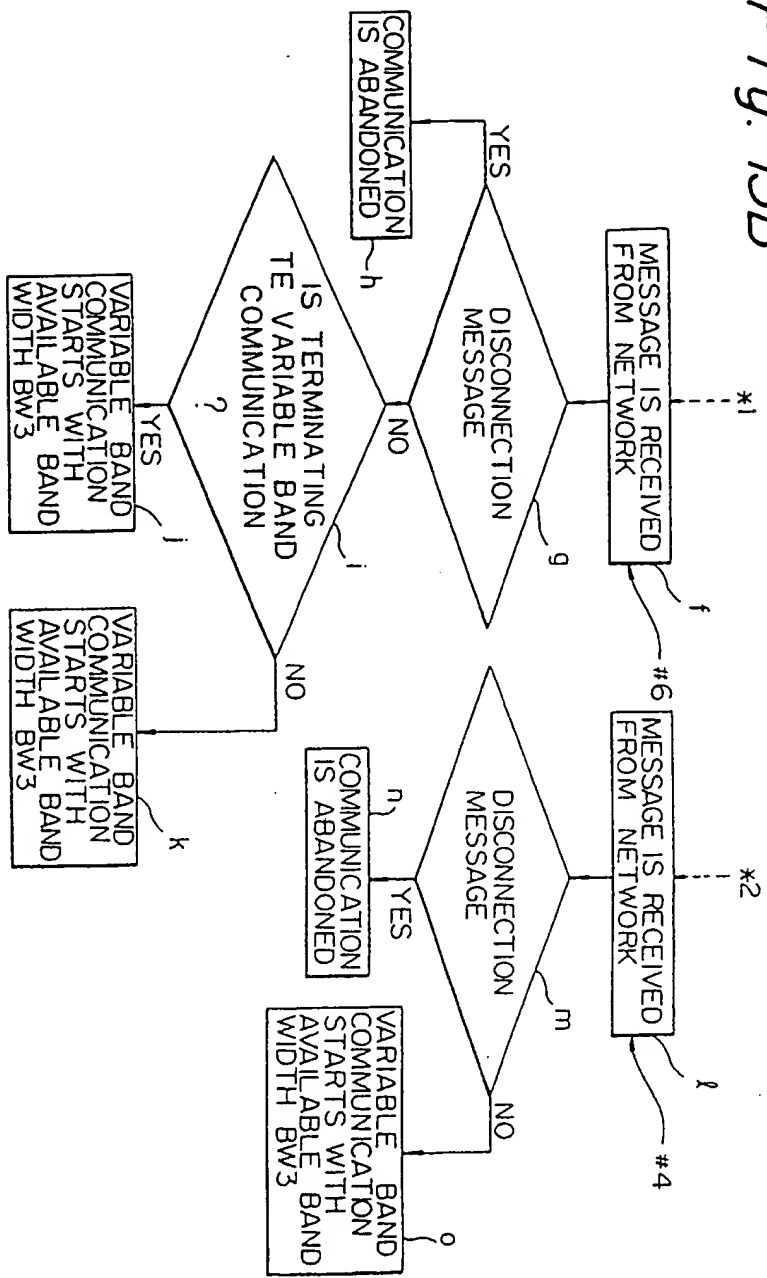 Fig. 15B
*1
MESSAGE IS RECEIVED
FROM NETWORK
f
#6
DISCONNECTION
MESSAGE
g
YES
COMMUNICATION
IS ABANDONED
h
NO
IS TERMINATING
TE VARIABLE BAND
COMMUNICATION
?
i
YES
VARIABLE BAND
COMMUNICATION
STARTS WITH
AVAILABLE BAND
WIDTH BW3
j
NO
VARIABLE BAND
COMMUNICATION
STARTS WITH
AVAILABLE BAND
WIDTH BW3
k
*2
MESSAGE IS RECEIVED
FROM NETWORK
ℓ
#4
DISCONNECTION
MESSAGE
m
YES
COMMUNICATION
IS ABANDONED
n
NO
VARIABLE BAND
COMMUNICATION
STARTS WITH
AVAILABLE BAND
WIDTH BW3
o